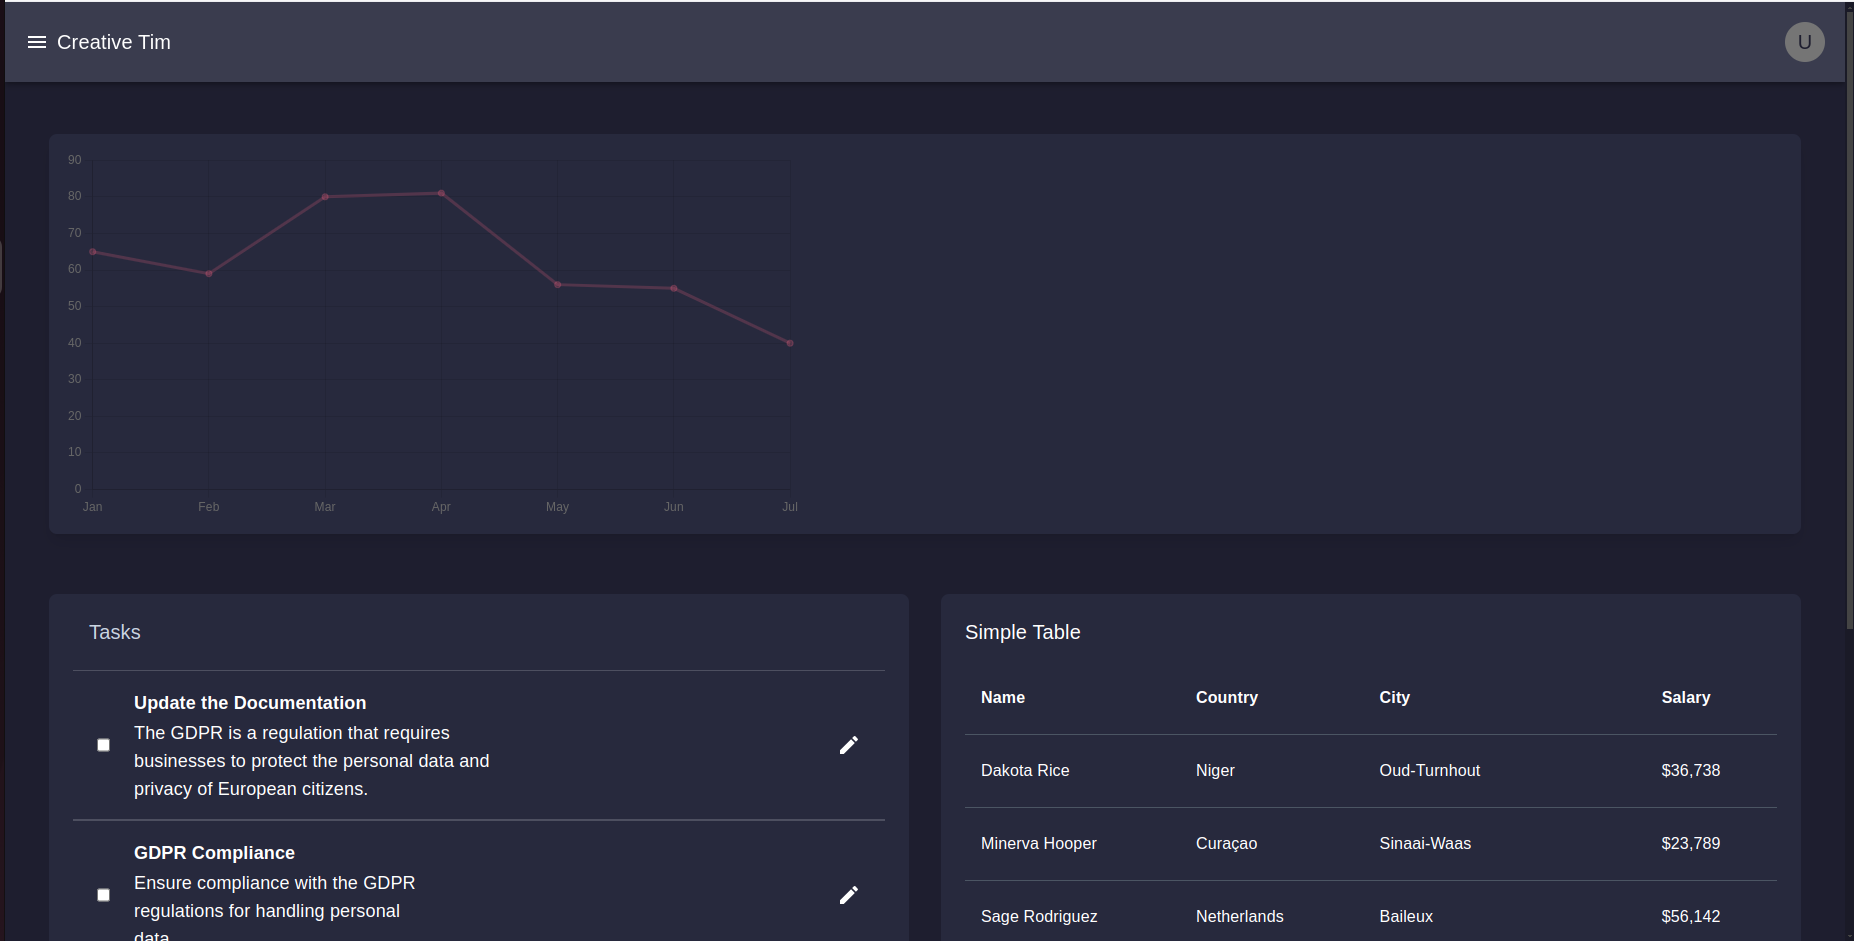 Creative Tim
U
90
80
70
60
50
40
30
20
10
0
Jan Feb Mar Apr May Jun Jul
Tasks
Update the Documentation
The GDPR is a regulation that requires
businesses to protect the personal data and
privacy of European citizens.
GDPR Compliance
Ensure compliance with the GDPR
regulations for handling personal
data.
Simple Table
Name Country City Salary
Dakota Rice Niger Oud-Turnhout $36,738
Minerva Hooper Curaçao Sinaai-Waas $23,789
Sage Rodriguez Netherlands Baileux $56,142